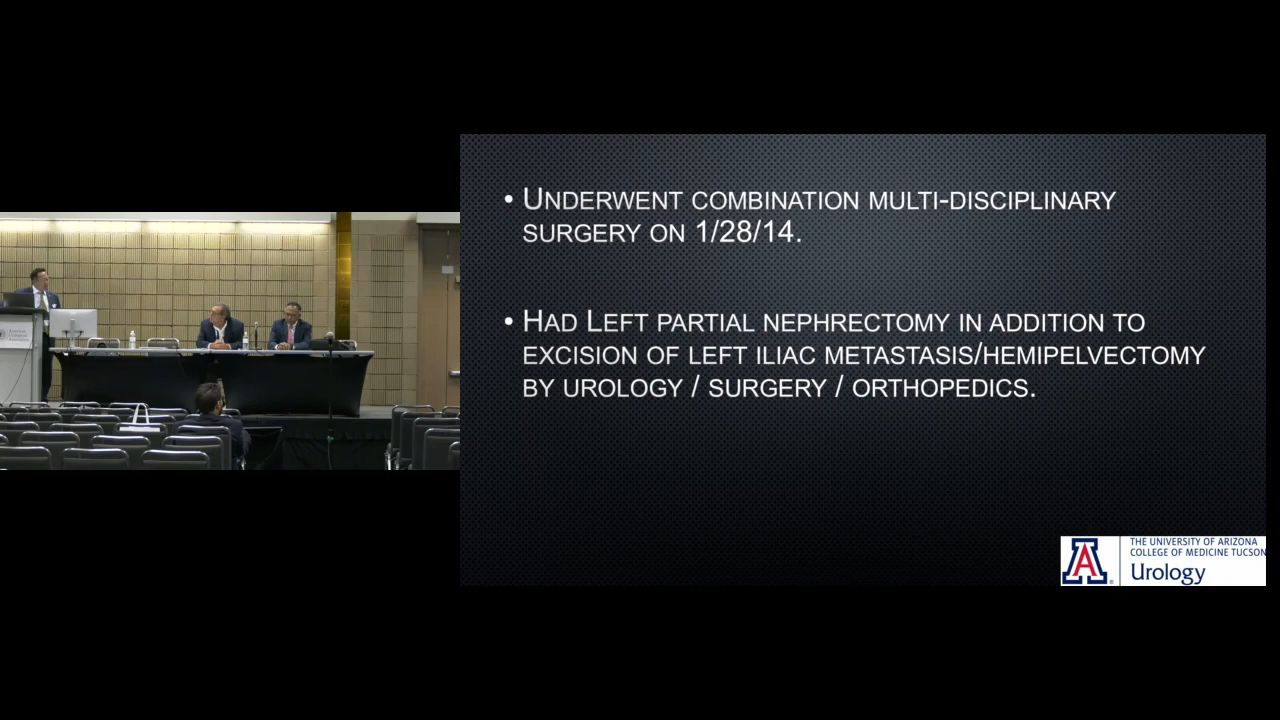 • UNDERWENT COMBINATION MULTI-DISCIPLINARY
SURGERY ON 1/28/14.
• HAD LEFT PARTIAL NEPHRECTOMY IN ADDITION TO
EXCISION OF LEFT ILIAC METASTASIS/HEMIPELVECTOMY
BY UROLOGY / SURGERY / ORTHOPEDICS.
THE UNIVERSITY OF ARIZONA
COLLEGE OF MEDICINE TUCSON
Urology